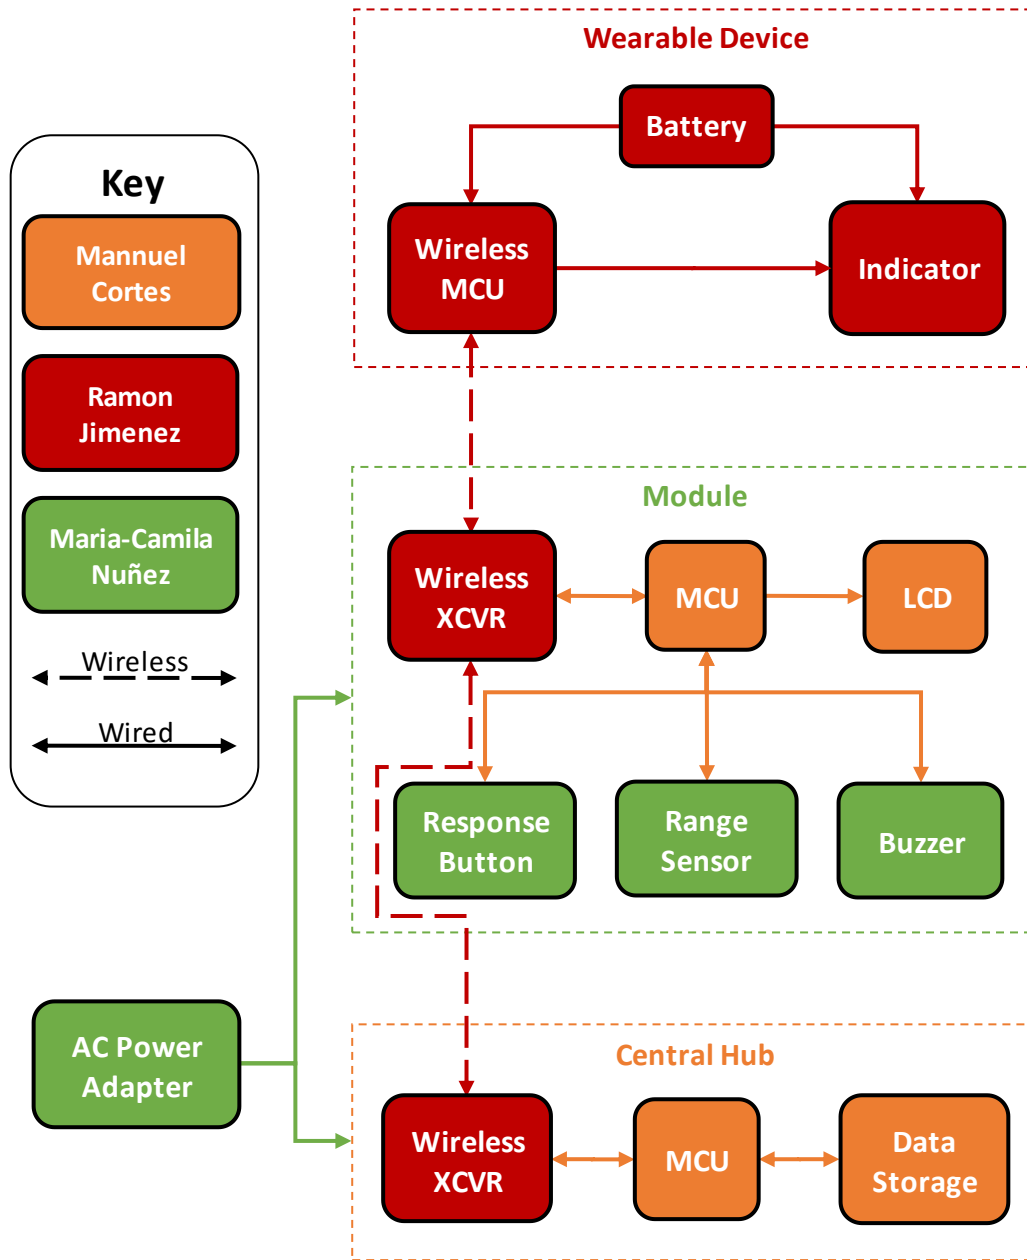 Wearable Device
Battery
Wireless
MCU
Indicator
Key
Mannuel
Cortes
Ramon
Jimenez
Maria-Camila
Nuñez
Wireless
Wired
Module
Wireless
XCVR
MCU
LCD
Response
Button
Range
Sensor
Buzzer
AC Power
Adapter
Central Hub
Wireless
XCVR
MCU
Data
Storage